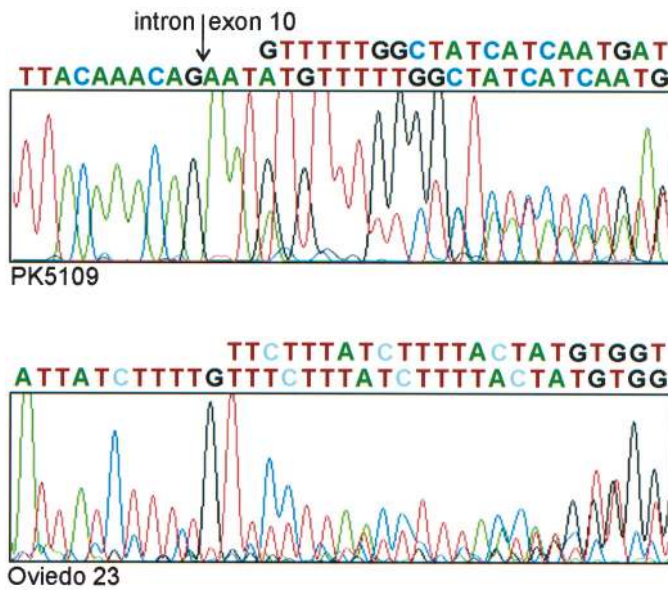 intron exon 10
GTTTTTGGCTATCATCAATGAT
TTACAAACAGAATATGTTTTTGGCTATCATCAATG
PK5109
TTCTTTATCTTTTACTATGTGGT
ATTATCTTTTGTTTCTTTATCTTTTACTATGTGG
Oviedo 23